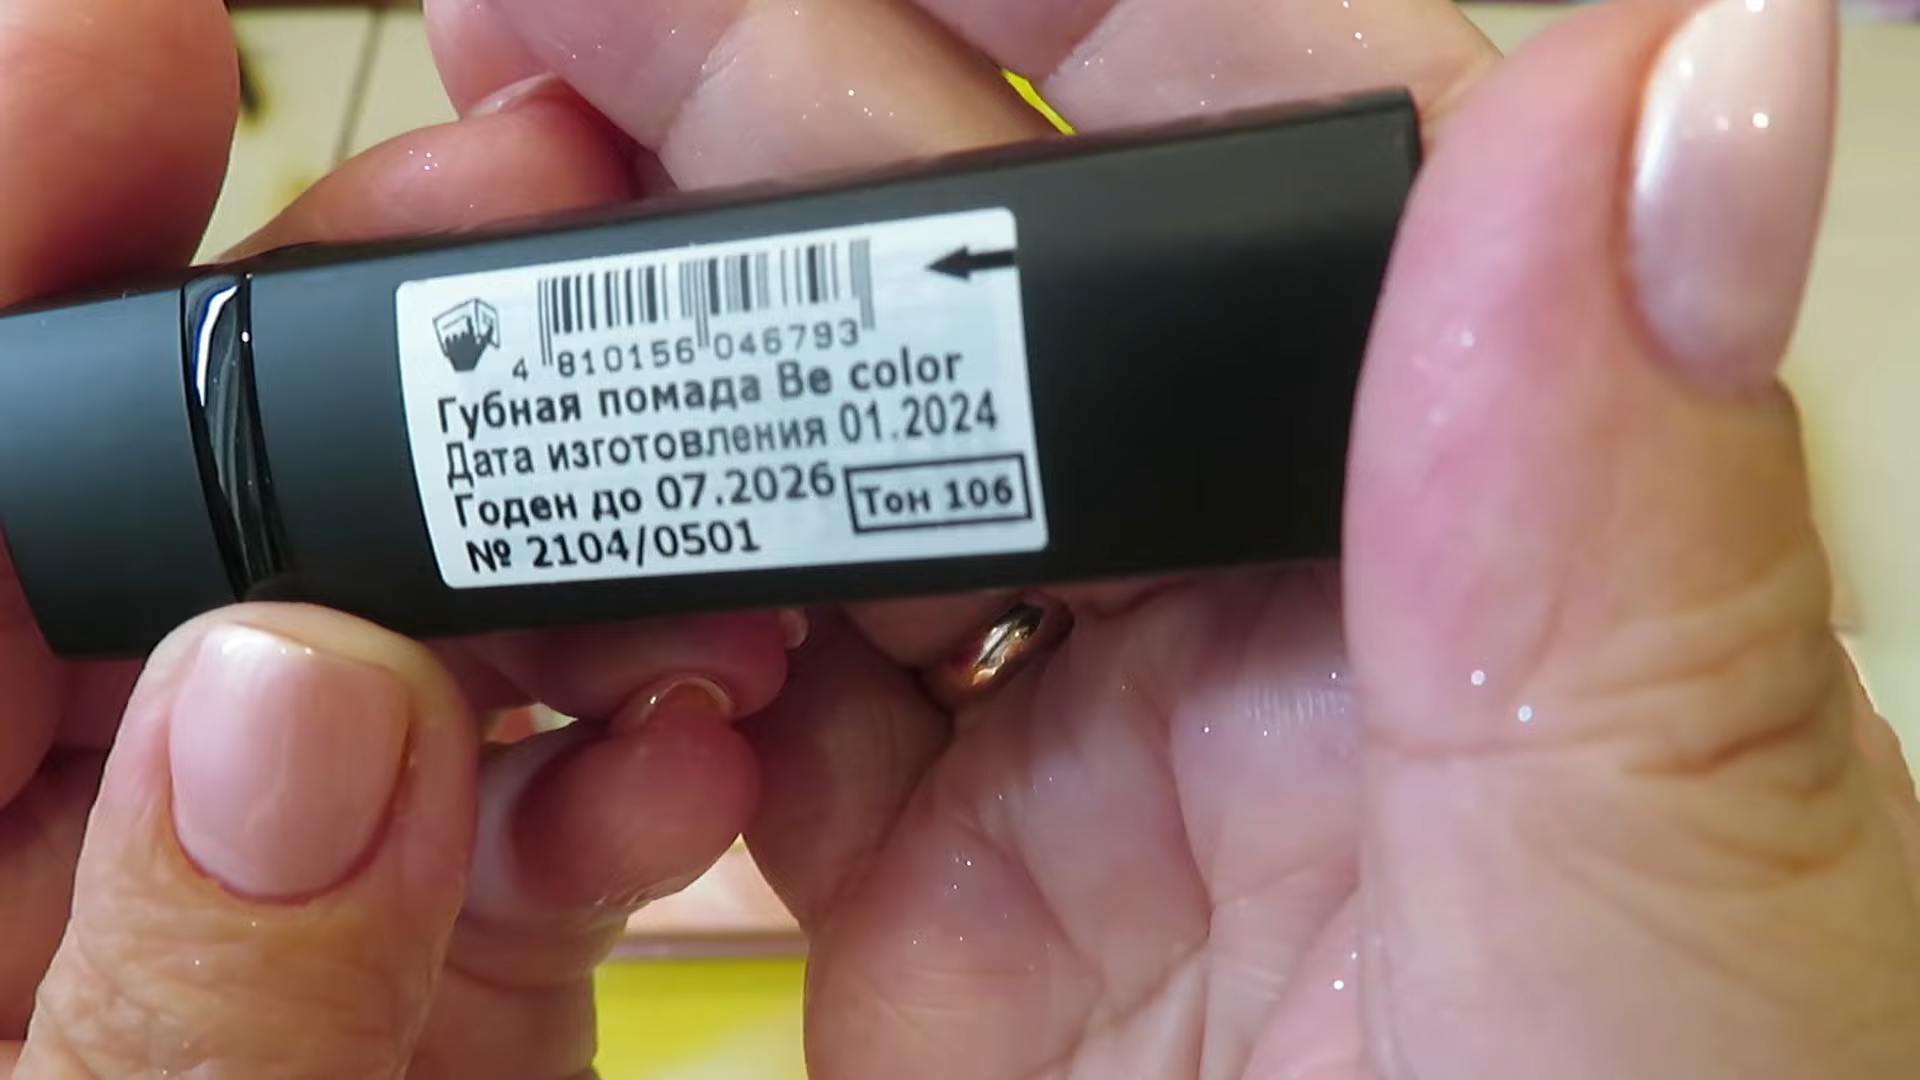 4 810156 046793
Губная помада Be color
Дата изготовления 01.2024
Годен до 07.2026
Тон 106
№ 2104/0501